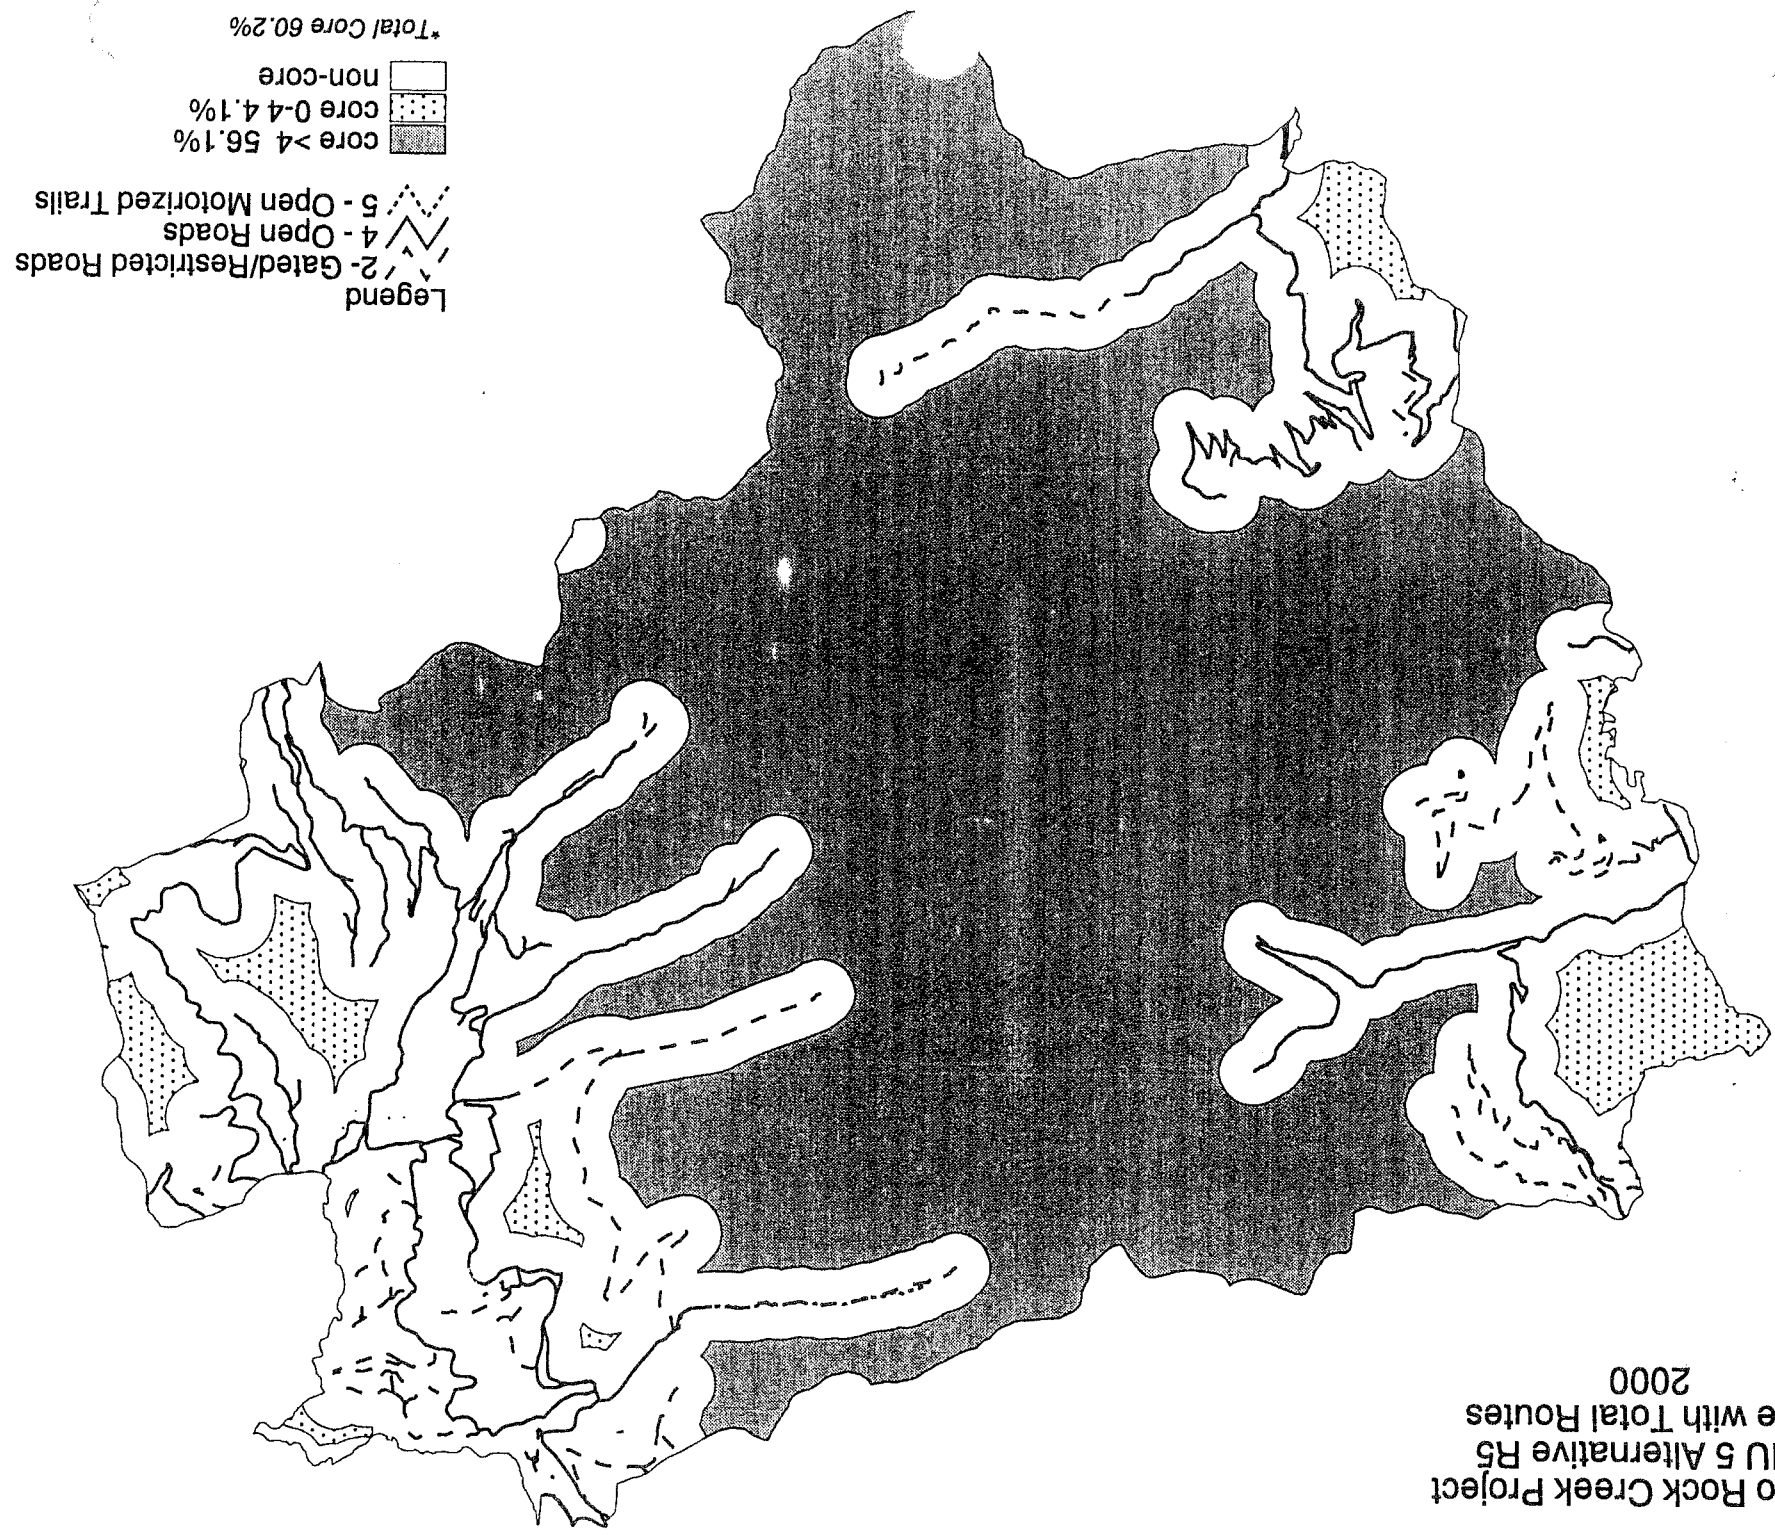 o Rock Creek Project
U 5 Alternative R5
e with Total Routes
2000
Legend
2- Gated/Restricted Roads
4 - Open Roads
5 - Open Motorized Trails
core >4 56.1%
core 0-4 4.1%
non-core
*Total Core 60.2%